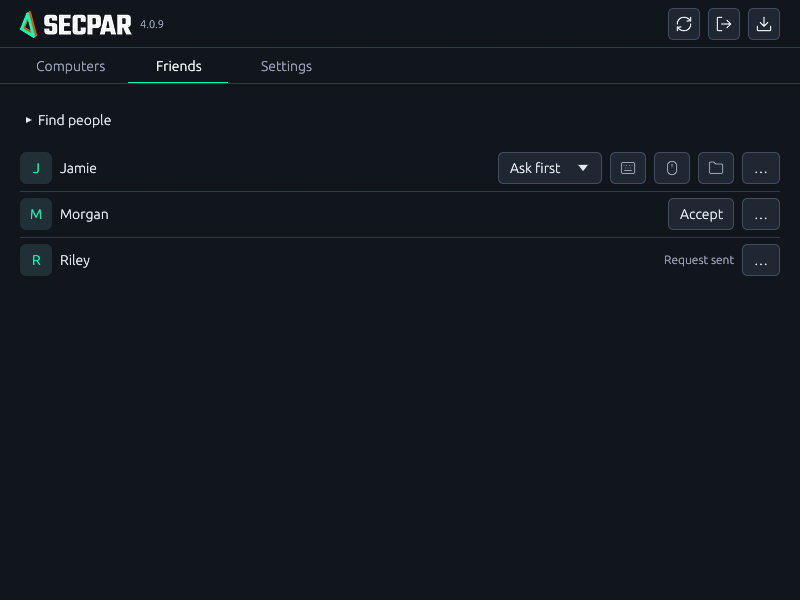 SECPAR 4.0.9
Computers Friends Settings
Find people
J Jamie Ask first ...
M Morgan Accept ...
R Riley Request sent ...